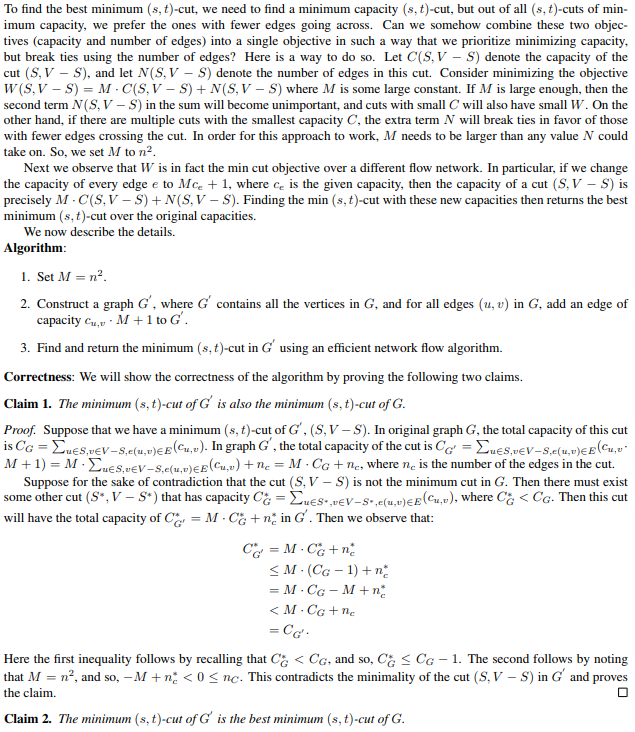 To find the best minimum (s, t)-cut, we need to find a minimum capacity (s, t)-cut, but out of all (s, t)-cuts of min-
imum capacity, we prefer the ones with fewer edges going across. Can we somehow combine these two objec-
tives (capacity and number of edges) into a single objective in such a way that we prioritize minimizing capacity,
but break ties using the number of edges? Here is a way to do so. Let C(S, V − S) denote the capacity of the
cut (S, V − S), and let N(S, V − S) denote the number of edges in this cut. Consider minimizing the objective
W(S, V − S) = M · C(S, V − S) + N(S, V − S) where M is some large constant. If M is large enough, then the
second term N(S, V − S) in the sum will become unimportant, and cuts with small C will also have small W. On the
other hand, if there are multiple cuts with the smallest capacity C, the extra term N will break ties in favor of those
with fewer edges crossing the cut. In order for this approach to work, M needs to be larger than any value N could
take on. So, we set M to n².
Next we observe that W is in fact the min cut objective over a different flow network. In particular, if we change
the capacity of every edge e to Mcₑ + 1, where cₑ is the given capacity, then the capacity of a cut (S, V − S) is
precisely M · C(S, V − S) + N(S, V − S). Finding the min (s, t)-cut with these new capacities then returns the best
minimum (s, t)-cut over the original capacities.
We now describe the details.
Algorithm:
1. Set M = n².
2. Construct a graph G′, where G′ contains all the vertices in G, and for all edges (u, v) in G, add an edge of
capacity c_{u,v} · M + 1 to G′.
3. Find and return the minimum (s, t)-cut in G′ using an efficient network flow algorithm.
Correctness: We will show the correctness of the algorithm by proving the following two claims.
Claim 1. The minimum (s, t)-cut of G′ is also the minimum (s, t)-cut of G.
Proof. Suppose that we have a minimum (s, t)-cut of G′, (S, V − S). In original graph G, the total capacity of this cut
is C_G = ∑_{u∈S,v∈V−S,e(u,v)∈E}(c_{u,v}). In graph G′, the total capacity of the cut is C_{G′} = ∑_{u∈S,v∈V−S,e(u,v)∈E}(c_{u,v} ·
M + 1) = M · ∑_{u∈S,v∈V−S,e(u,v)∈E}(c_{u,v}) + n_c = M · C_G + n_c, where n_c is the number of the edges in the cut.
Suppose for the sake of contradiction that the cut (S, V − S) is not the minimum cut in G. Then there must exist
some other cut (S*, V − S*) that has capacity C*_G = ∑_{u∈S*,v∈V−S*,e(u,v)∈E}(c_{u,v}), where C*_G < C_G. Then this cut
will have the total capacity of C*_{G′} = M · C*_G + n*_c in G′. Then we observe that:
C*_{G′} = M · C*_G + n*_c
≤ M · (C_G − 1) + n*_c
= M · C_G − M + n*_c
< M · C_G + n_c
= C_{G′}.
Here the first inequality follows by recalling that C*_G < C_G, and so, C*_G ≤ C_G − 1. The second follows by noting
that M = n², and so, −M + n*_c < 0 ≤ n_C. This contradicts the minimality of the cut (S, V − S) in G′ and proves
the claim. □
Claim 2. The minimum (s, t)-cut of G′ is the best minimum (s, t)-cut of G.